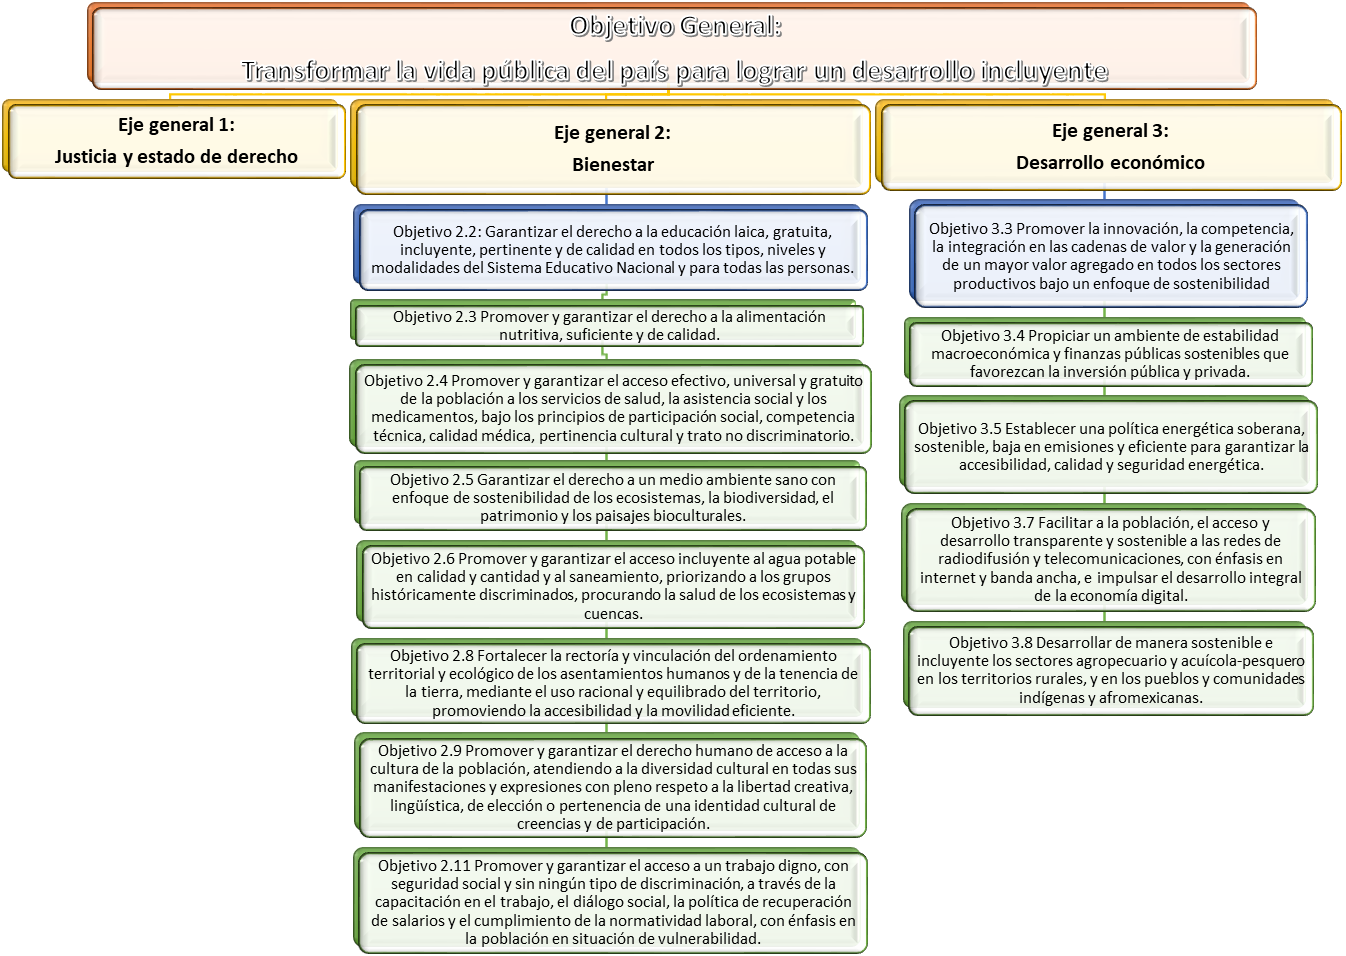 Objetivo General:
Transformar la vida pública del país para lograr un desarrollo incluyente
Eje general 1:
Justicia y estado de derecho
Eje general 2:
Bienestar
Objetivo 2.2: Garantizar el derecho a la educación laica, gratuita,
incluyente, pertinente y de calidad en todos los tipos, niveles y
modalidades del Sistema Educativo Nacional y para todas las personas.
Objetivo 2.3 Promover y garantizar el derecho a la alimentación
nutritiva, suficiente y de calidad.
Objetivo 2.4 Promover y garantizar el acceso efectivo, universal y gratuito
de la población a los servicios de salud, la asistencia social y los
medicamentos, bajo los principios de participación social, competencia
técnica, calidad médica, pertinencia cultural y trato no discriminatorio.
Objetivo 2.5 Garantizar el derecho a un medio ambiente sano con
enfoque de sostenibilidad de los ecosistemas, la biodiversidad, el
patrimonio y los paisajes bioculturales.
Objetivo 2.6 Promover y garantizar el acceso incluyente al agua potable
en calidad y cantidad y al saneamiento, priorizando a los grupos
históricamente discriminados, procurando la salud de los ecosistemas y
cuencas.
Objetivo 2.8 Fortalecer la rectoría y vinculación del ordenamiento
territorial y ecológico de los asentamientos humanos y de la tenencia de
la tierra, mediante el uso racional y equilibrado del territorio,
promoviendo la accesibilidad y la movilidad eficiente.
Objetivo 2.9 Promover y garantizar el derecho humano de acceso a la
cultura de la población, atendiendo a la diversidad cultural en todas sus
manifestaciones y expresiones con pleno respeto a la libertad creativa,
lingüística, de elección o pertenencia de una identidad cultural de
creencias y de participación.
Objetivo 2.11 Promover y garantizar el acceso a un trabajo digno, con
seguridad social y sin ningún tipo de discriminación, a través de la
capacitación en el trabajo, el diálogo social, la política de recuperación
de salarios y el cumplimiento de la normatividad laboral, con énfasis en
la población en situación de vulnerabilidad.
Eje general 3:
Desarrollo económico
Objetivo 3.3 Promover la innovación, la competencia,
la integración en las cadenas de valor y la generación
de un mayor valor agregado en todos los sectores
productivos bajo un enfoque de sostenibilidad
Objetivo 3.4 Propiciar un ambiente de estabilidad
macroeconómica y finanzas públicas sostenibles que
favorezcan la inversión pública y privada.
Objetivo 3.5 Establecer una política energética soberana,
sostenible, baja en emisiones y eficiente para garantizar la
accesibilidad, calidad y seguridad energética.
Objetivo 3.7 Facilitar a la población, el acceso y
desarrollo transparente y sostenible a las redes de
radiodifusión y telecomunicaciones, con énfasis en
internet y banda ancha, e impulsar el desarrollo integral
de la economía digital.
Objetivo 3.8 Desarrollar de manera sostenible e
incluyente los sectores agropecuario y acuícola-pesquero
en los territorios rurales, y en los pueblos y comunidades
indígenas y afromexicanas.